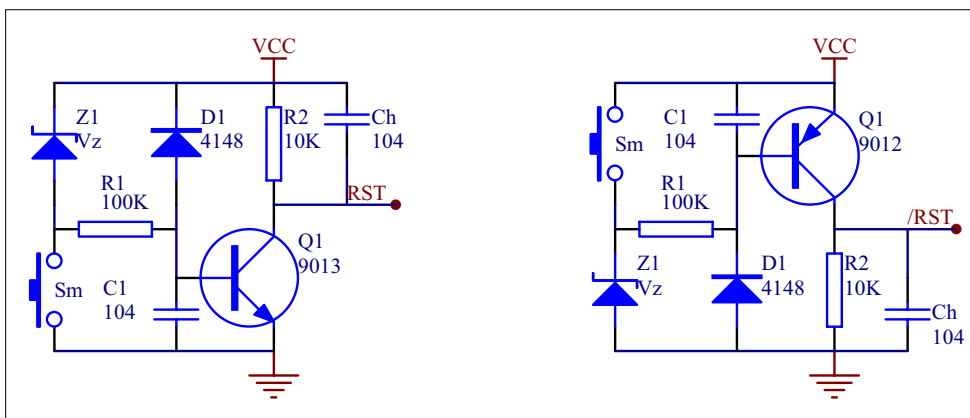 VCC
Z1
Vz
D1
4148
R2
10K
Ch
104
R1
100K
RST
Q1
9013
Sm
C1
104
VCC
Sm
C1
104
Q1
9012
R1
100K
/RST
Z1
Vz
D1
4148
R2
10K
Ch
104